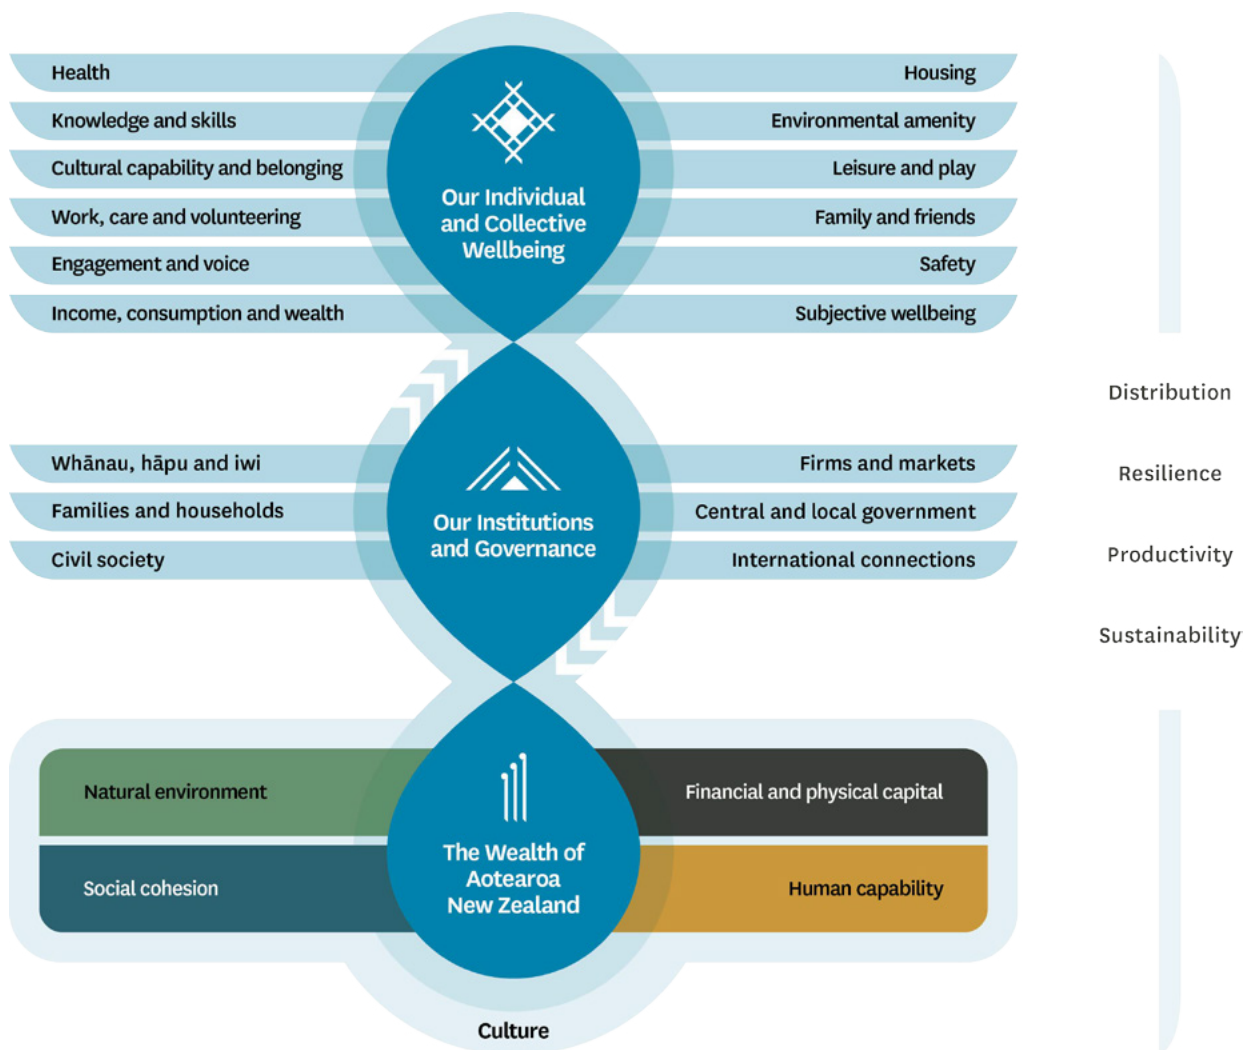 Health
Housing
Knowledge and skills
Environmental amenity
Cultural capability and belonging
Leisure and play
Work, care and volunteering
Family and friends
Engagement and voice
Safety
Income, consumption and wealth
Subjective wellbeing
Our Individual
and Collective
Wellbeing
Whānau, hāpu and iwi
Firms and markets
Families and households
Central and local government
Civil society
International connections
Our Institutions
and Governance
Natural environment
Financial and physical capital
Social cohesion
Human capability
The Wealth of
Aotearoa
New Zealand
Culture
Distribution
Resilience
Productivity
Sustainability